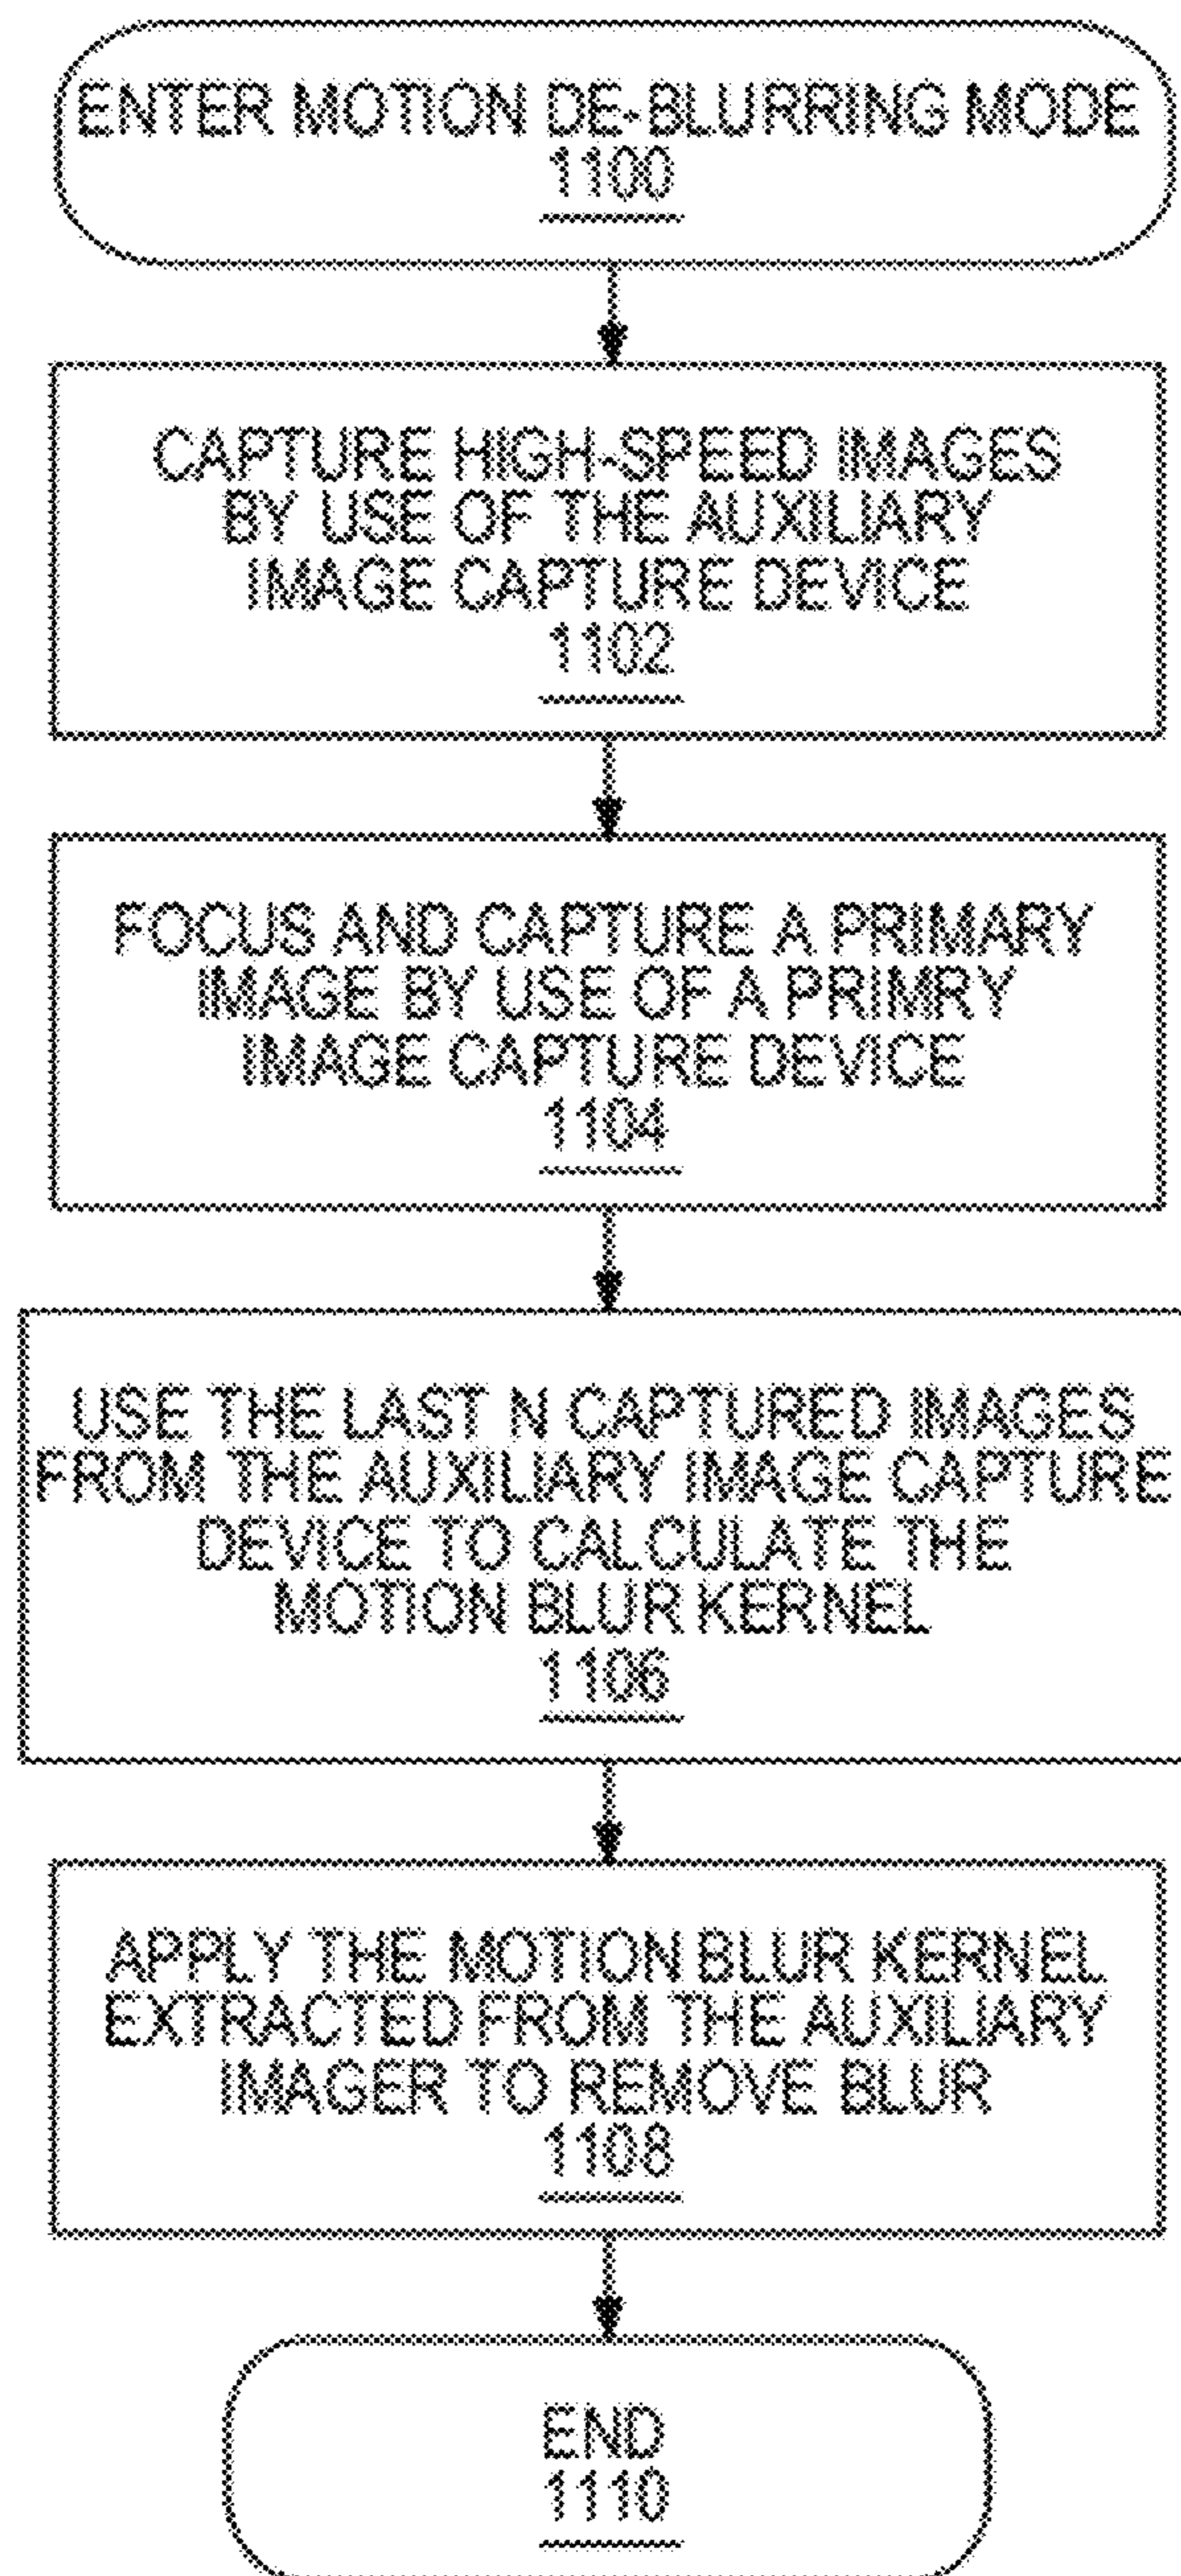 ENTER MOTION DE-BLURRING MODE
1100
CAPTURE HIGH-SPEED IMAGES
BY USE OF THE AUXILIARY
IMAGE CAPTURE DEVICE
1102
FOCUS AND CAPTURE A PRIMARY
IMAGE BY USE OF A PRIMRY
IMAGE CAPTURE DEVICE
1104
USE THE LAST N CAPTURED IMAGES
FROM THE AUXILIARY IMAGE CAPTURE
DEVICE TO CALCULATE THE
MOTION BLUR KERNEL
1106
APPLY THE MOTION BLUR KERNEL
EXTRACTED FROM THE AUXILIARY
IMAGER TO REMOVE BLUR
1108
END
1110